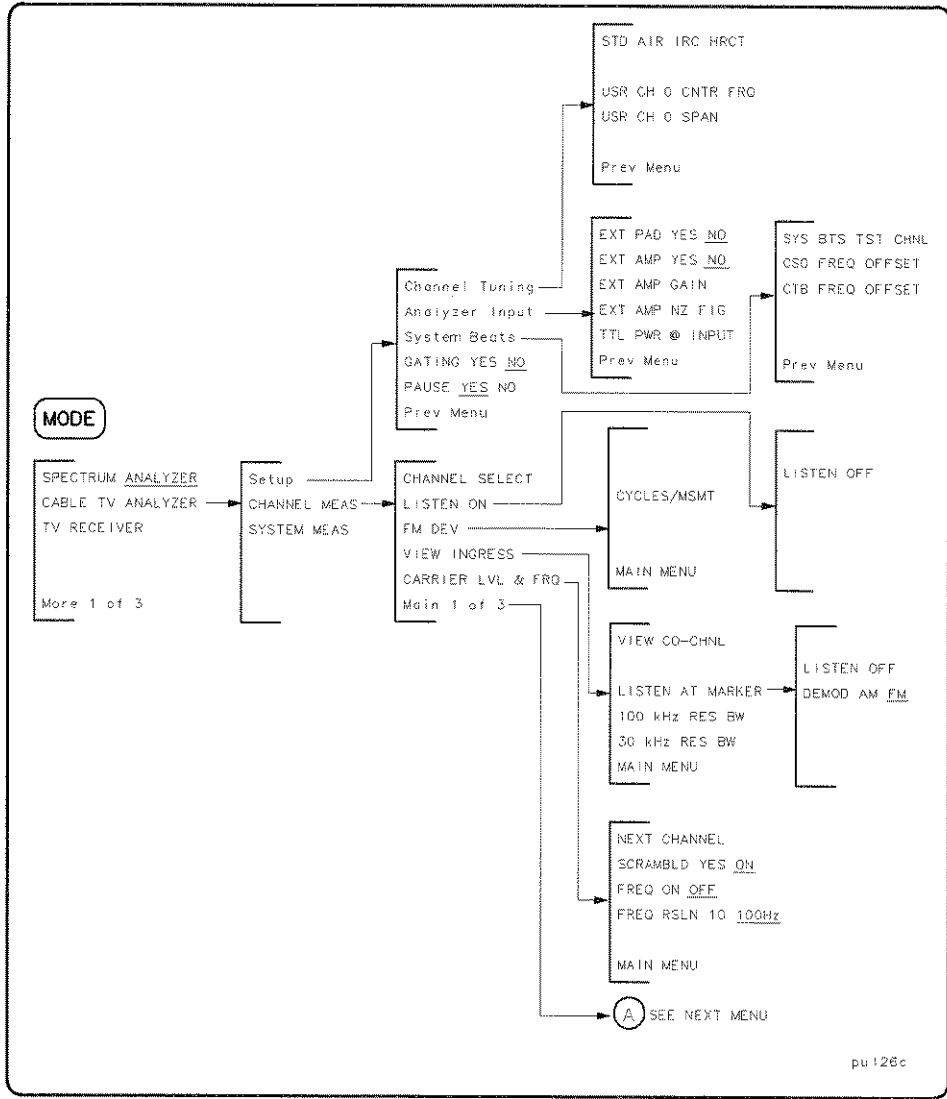 STD AIR IRC HRCT
USR CH 0 CNTR FRQ
USR CH 0 SPAN
Prev Menu
EXT PAD YES NO
EXT AMP YES NO
EXT AMP GAIN
EXT AMP NZ FIG
TTL PWR @ INPUT
Prev Menu
SYS BTS TST CHNL
CSO FREQ OFFSET
CTB FREQ OFFSET
Prev Menu
Channel Tuning
Analyzer Input
System Beats
GATING YES NO
PAUSE YES NO
Prev Menu
MODE
SPECTRUM ANALYZER
CABLE TV ANALYZER
TV RECEIVER
More 1 of 3
Setup
CHANNEL MEAS
SYSTEM MEAS
CHANNEL SELECT
LISTEN ON
FM DEV
VIEW INGRESS
CARRIER LVL & FRQ
Main 1 of 3
CYCLES/MSMT
MAIN MENU
LISTEN OFF
VIEW CO-CHNL
LISTEN AT MARKER
100 kHz RES BW
30 kHz RES BW
MAIN MENU
LISTEN OFF
DEMOD AM FM
NEXT CHANNEL
SCRAMBLD YES ON
FREQ ON OFF
FREQ RSLN 10 100Hz
MAIN MENU
A SEE NEXT MENU
pu126c